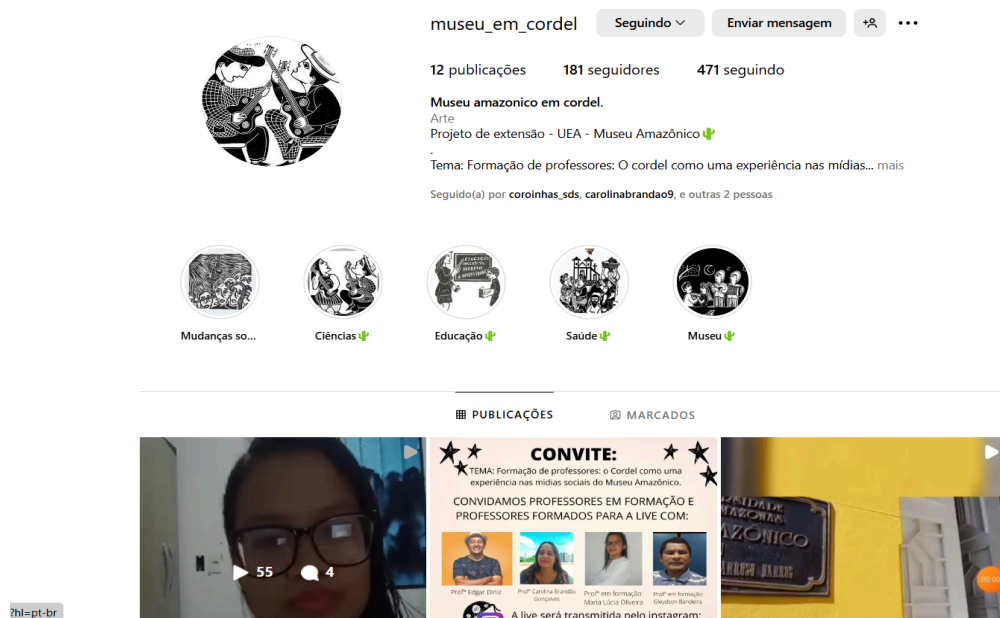 museu_em_cordel
Seguindo
Enviar mensagem
12 publicações
181 seguidores
471 seguindo
Museu amazonico em cordel.
Arte
Projeto de extensão - UEA - Museu Amazônico
.
Tema: Formação de professores: O cordel como uma experiência nas mídias... mais
Seguido(a) por coroinhas_sds, carolinabrandao9, e outras 2 pessoas
Mudanças so...
Ciências
Educação
Saúde
Museu
PUBLICAÇÕES
MARCADOS
55
4
CONVITE:
TEMA: Formação de professores: o Cordel como uma
experiência nas mídias sociais do Museu Amazônico.
CONVIDAMOS PROFESSORES EM FORMAÇÃO E
PROFESSORES FORMADOS PARA A LIVE COM:
Profº Edgar Diniz
Profª Carolina Brandão
Gonçalves
Profª em formação:
Maria Lúcia Oliveira
Profº em formação:
Gleydson Bandeira
A live será transmitida pelo instagram:
AZÔNICO
00:00
?hl=pt-br